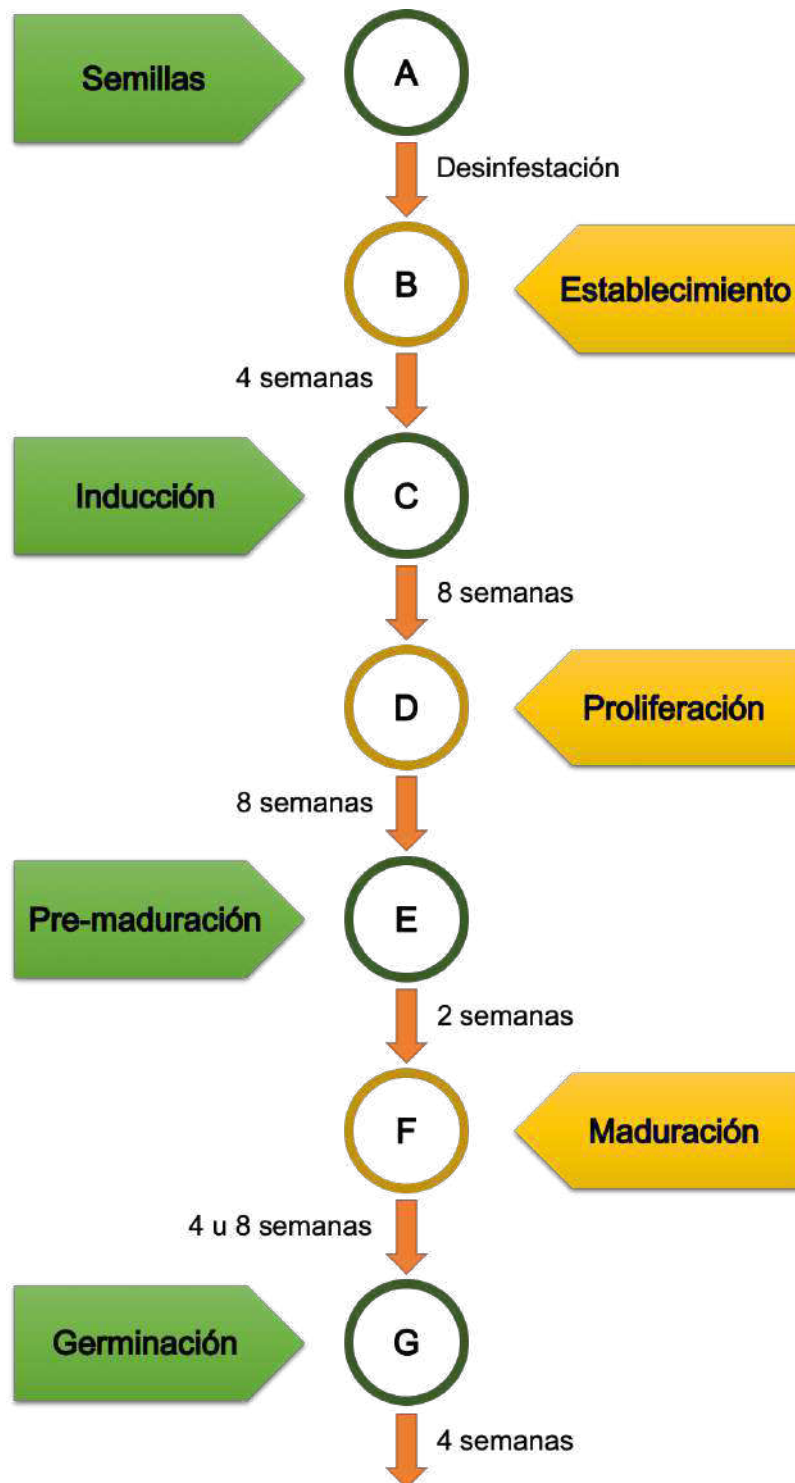 Semillas
A
Desinfestación
B
Establecimiento
4 semanas
Inducción
C
8 semanas
D
Proliferación
8 semanas
Pre-maduración
E
2 semanas
F
Maduración
4 u 8 semanas
Germinación
G
4 semanas